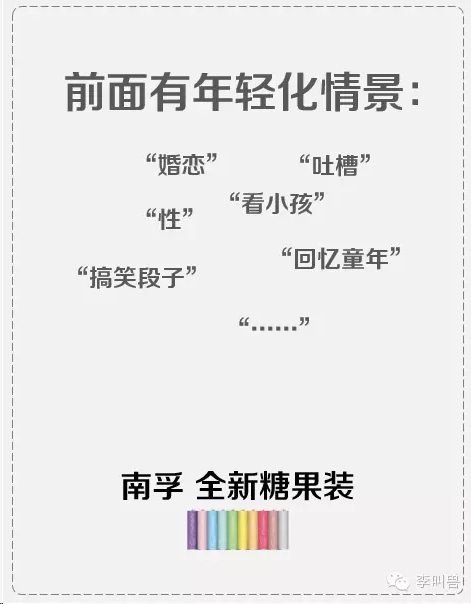 前面有年轻化情景：
“婚恋” “吐槽”
“看小孩”
“性”
“回忆童年”
“搞笑段子”
“……”
南孚 全新糖果装
李叫兽